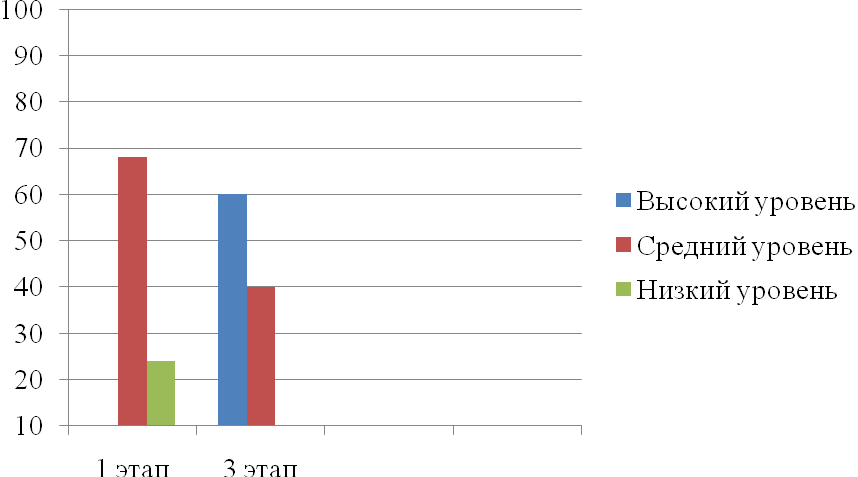 100
90
80
70
60
50
40
30
20
10
1 этап
3 этап
Высокий уровень
Средний уровень
Низкий уровень